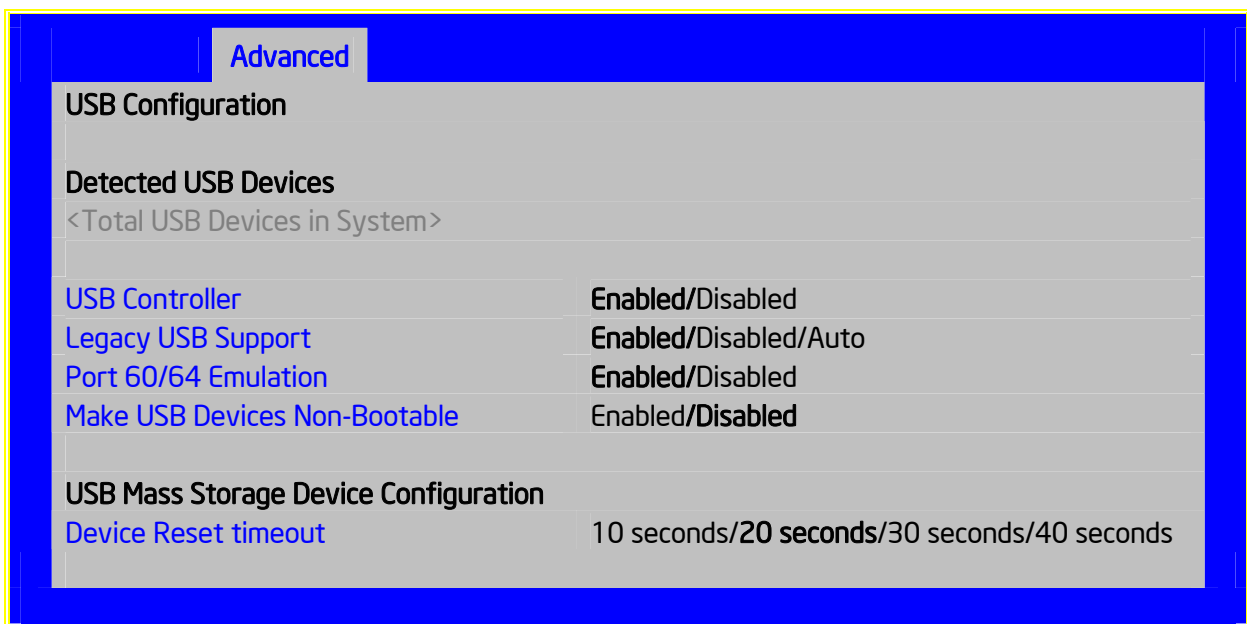 Advanced
USB Configuration
Detected USB Devices
<Total USB Devices in System>
USB Controller Enabled/Disabled
Legacy USB Support Enabled/Disabled/Auto
Port 60/64 Emulation Enabled/Disabled
Make USB Devices Non-Bootable Enabled/Disabled
USB Mass Storage Device Configuration
Device Reset timeout 10 seconds/20 seconds/30 seconds/40 seconds